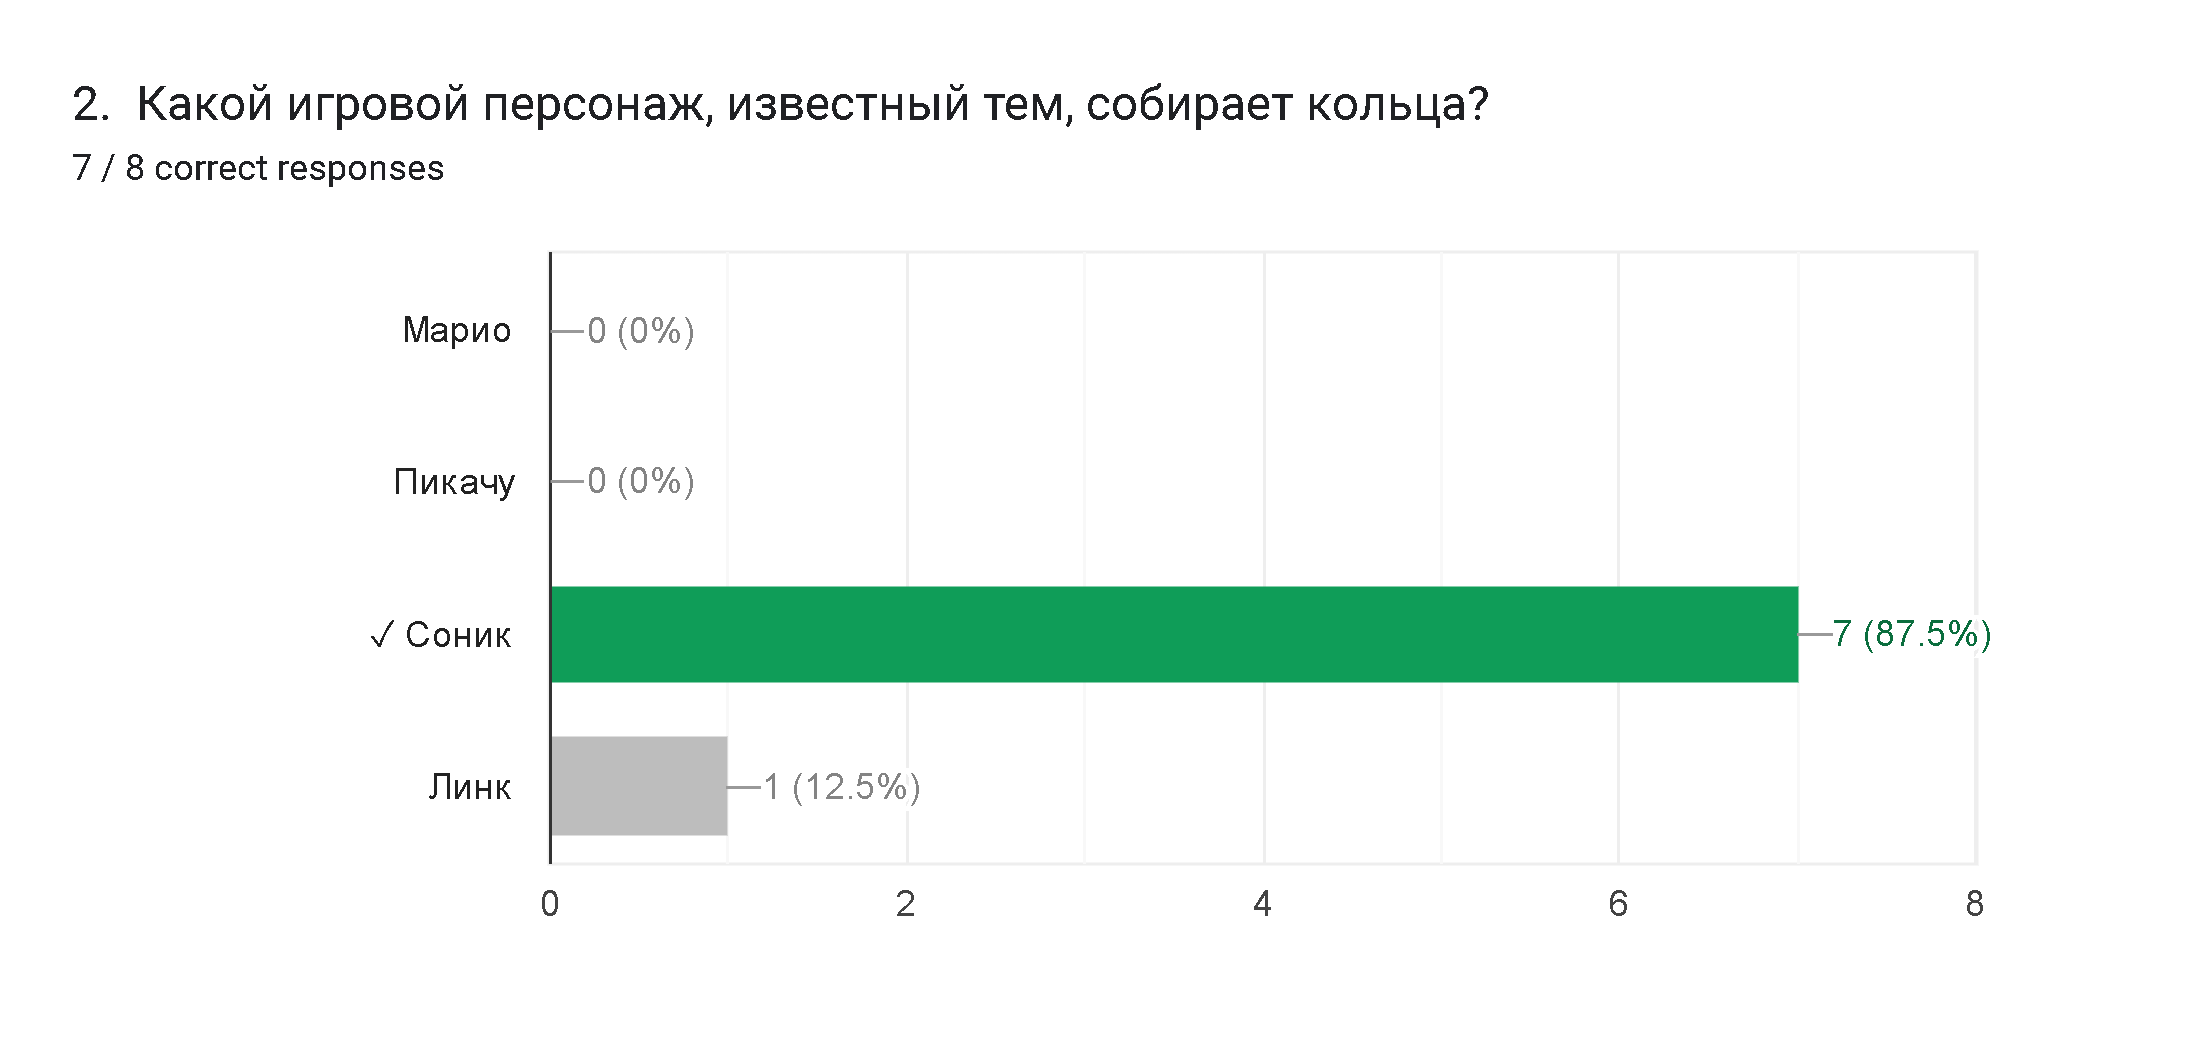 2. Какой игровой персонаж, известный тем, собирает кольца?
7 / 8 correct responses
Марио
0 (0%)
Пикачу
0 (0%)
✓ Соник
7 (87.5%)
Линк
1 (12.5%)
0 2 4 6 8